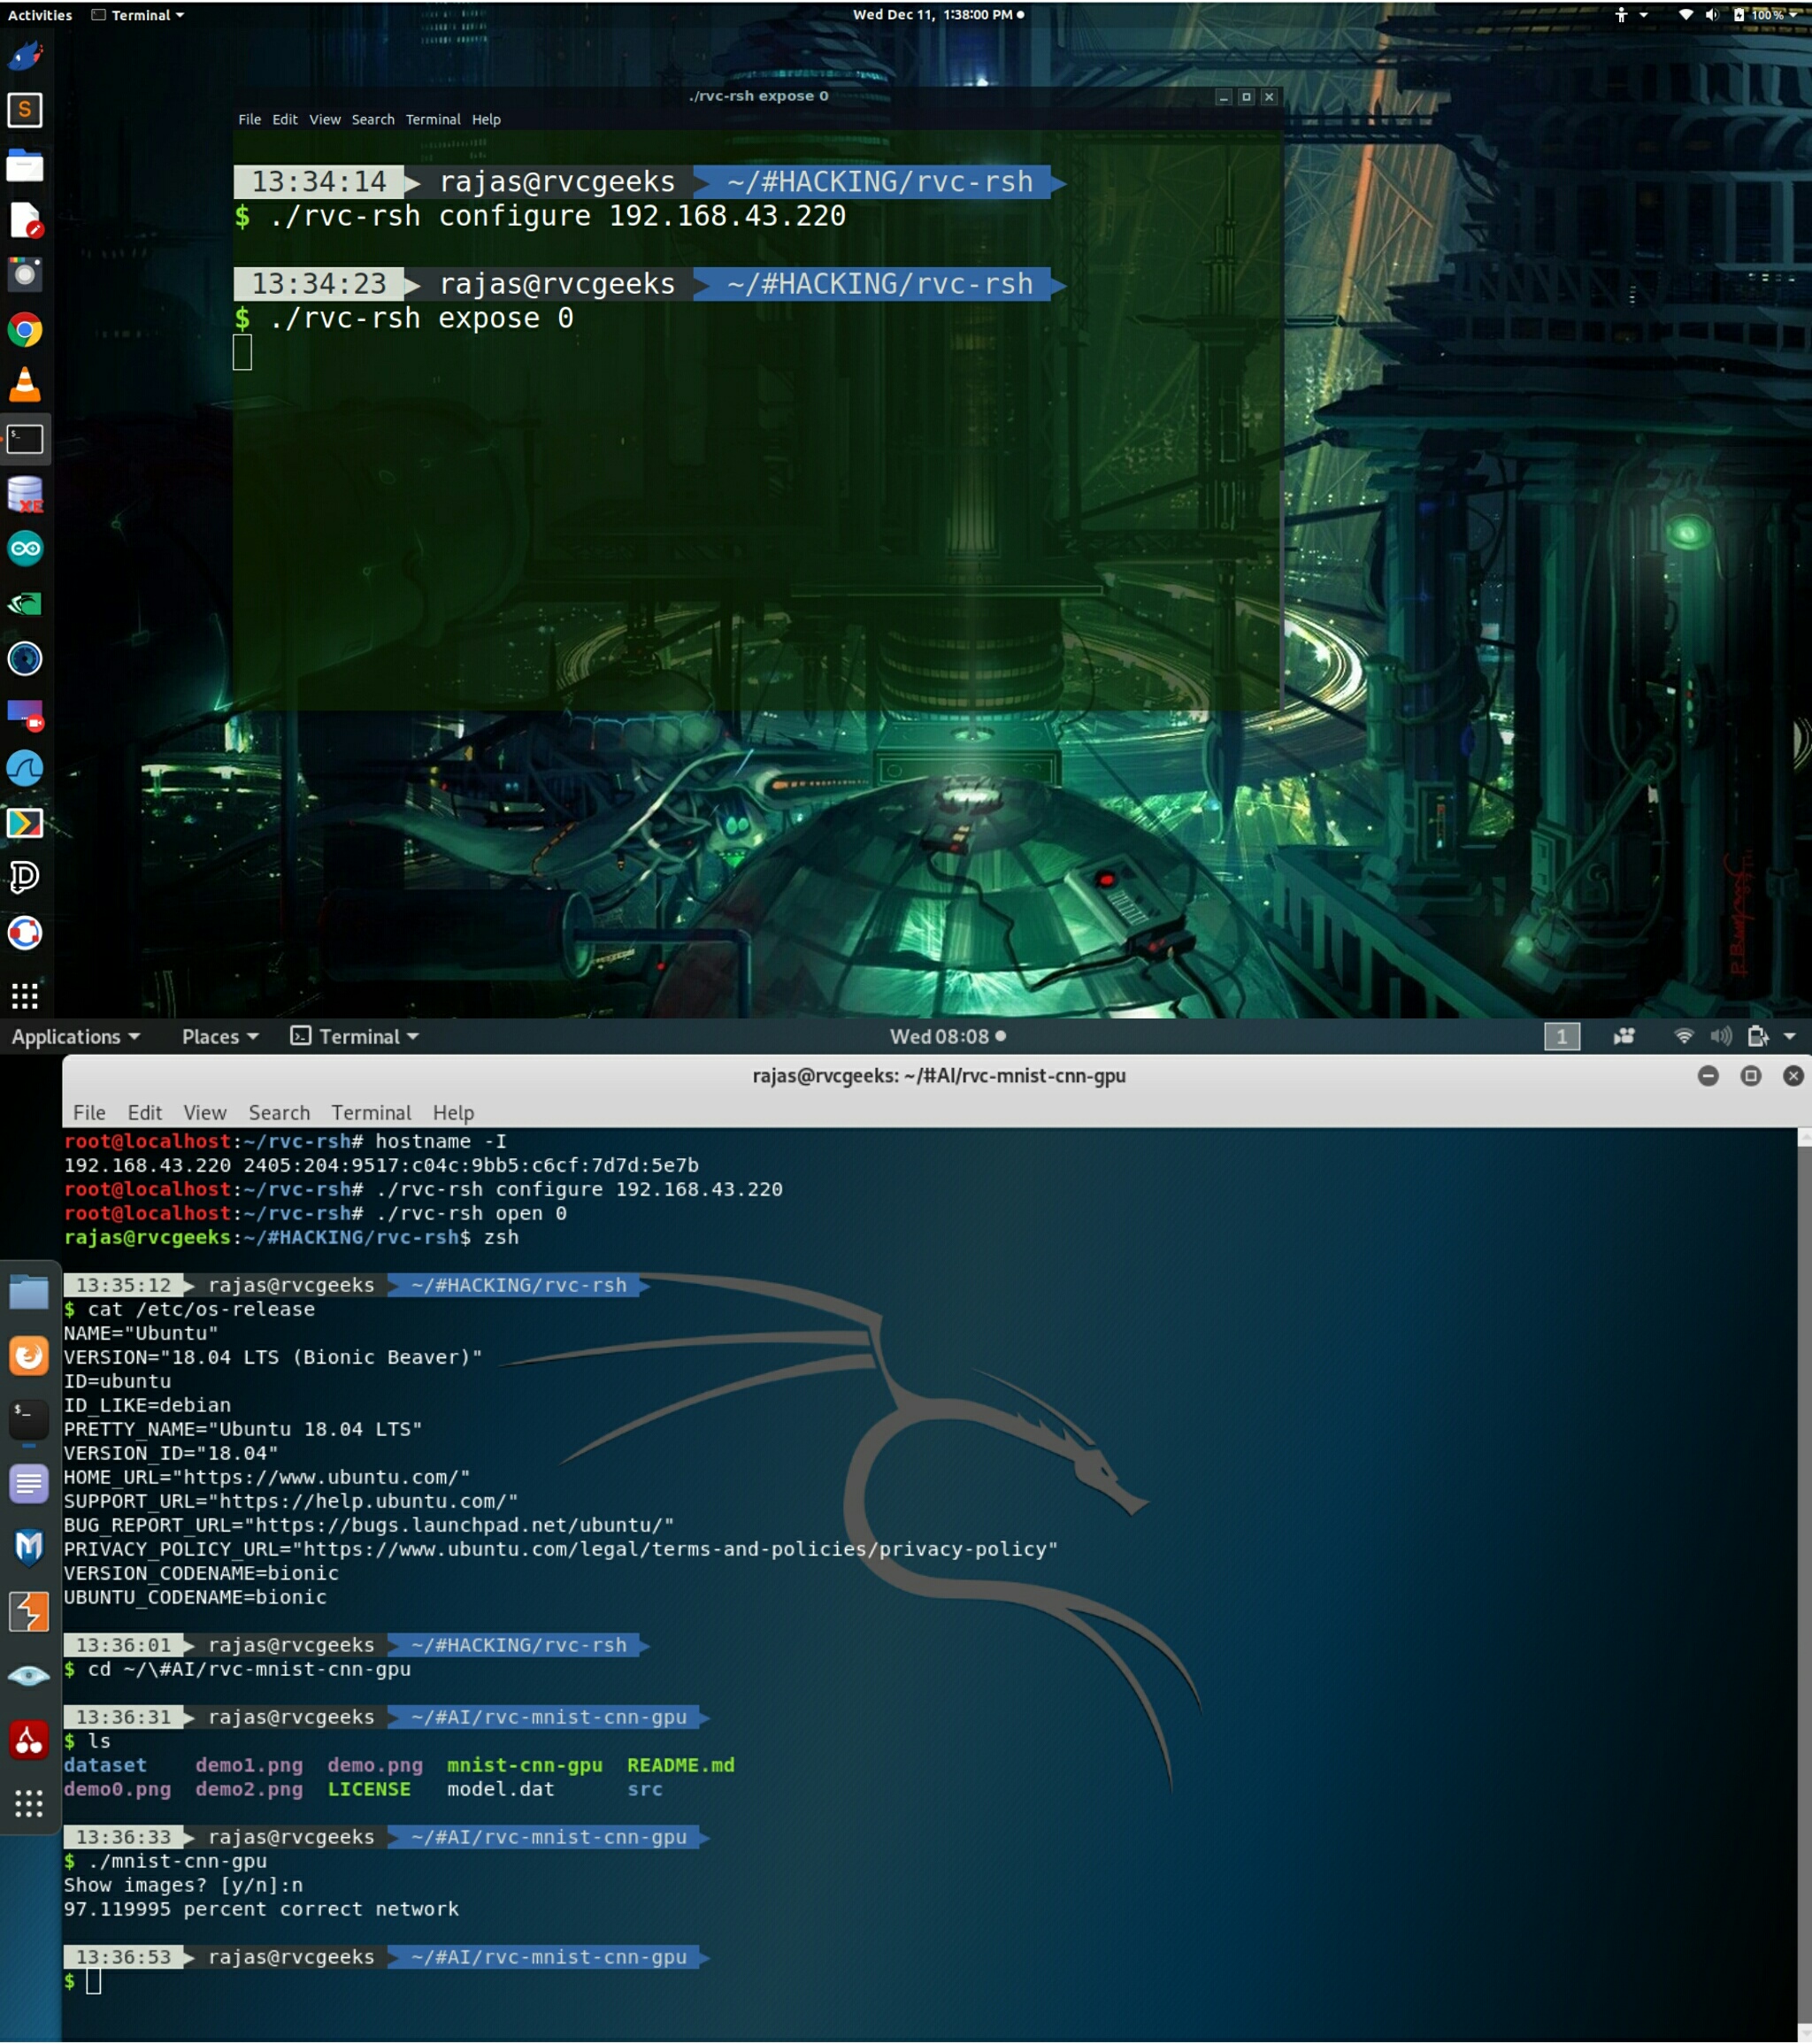 Activities Terminal Wed Dec 11, 1:38:00 PM 100 %
./rvc-rsh expose 0
File Edit View Search Terminal Help
13:34:14 rajas@rvcgeeks ~/#HACKING/rvc-rsh
$ ./rvc-rsh configure 192.168.43.220
13:34:23 rajas@rvcgeeks ~/#HACKING/rvc-rsh
$ ./rvc-rsh expose 0
Applications Places Terminal Wed 08:08 1
rajas@rvcgeeks: ~/#AI/rvc-mnist-cnn-gpu
File Edit View Search Terminal Help
root@localhost:~/rvc-rsh# hostname -I
192.168.43.220 2405:204:9517:c04c:9bb5:c6cf:7d7d:5e7b
root@localhost:~/rvc-rsh# ./rvc-rsh configure 192.168.43.220
root@localhost:~/rvc-rsh# ./rvc-rsh open 0
rajas@rvcgeeks:~/#HACKING/rvc-rsh$ zsh
13:35:12 rajas@rvcgeeks ~/#HACKING/rvc-rsh
$ cat /etc/os-release
NAME="Ubuntu"
VERSION="18.04 LTS (Bionic Beaver)"
ID=ubuntu
ID_LIKE=debian
PRETTY_NAME="Ubuntu 18.04 LTS"
VERSION_ID="18.04"
HOME_URL="https://www.ubuntu.com/"
SUPPORT_URL="https://help.ubuntu.com/"
BUG_REPORT_URL="https://bugs.launchpad.net/ubuntu/"
PRIVACY_POLICY_URL="https://www.ubuntu.com/legal/terms-and-policies/privacy-policy"
VERSION_CODENAME=bionic
UBUNTU_CODENAME=bionic
13:36:01 rajas@rvcgeeks ~/#HACKING/rvc-rsh
$ cd ~/\#AI/rvc-mnist-cnn-gpu
13:36:31 rajas@rvcgeeks ~/#AI/rvc-mnist-cnn-gpu
$ ls
dataset demo1.png demo.png mnist-cnn-gpu README.md
demo0.png demo2.png LICENSE model.dat src
13:36:33 rajas@rvcgeeks ~/#AI/rvc-mnist-cnn-gpu
$ ./mnist-cnn-gpu
Show images? [y/n]:n
97.119995 percent correct network
13:36:53 rajas@rvcgeeks ~/#AI/rvc-mnist-cnn-gpu
$